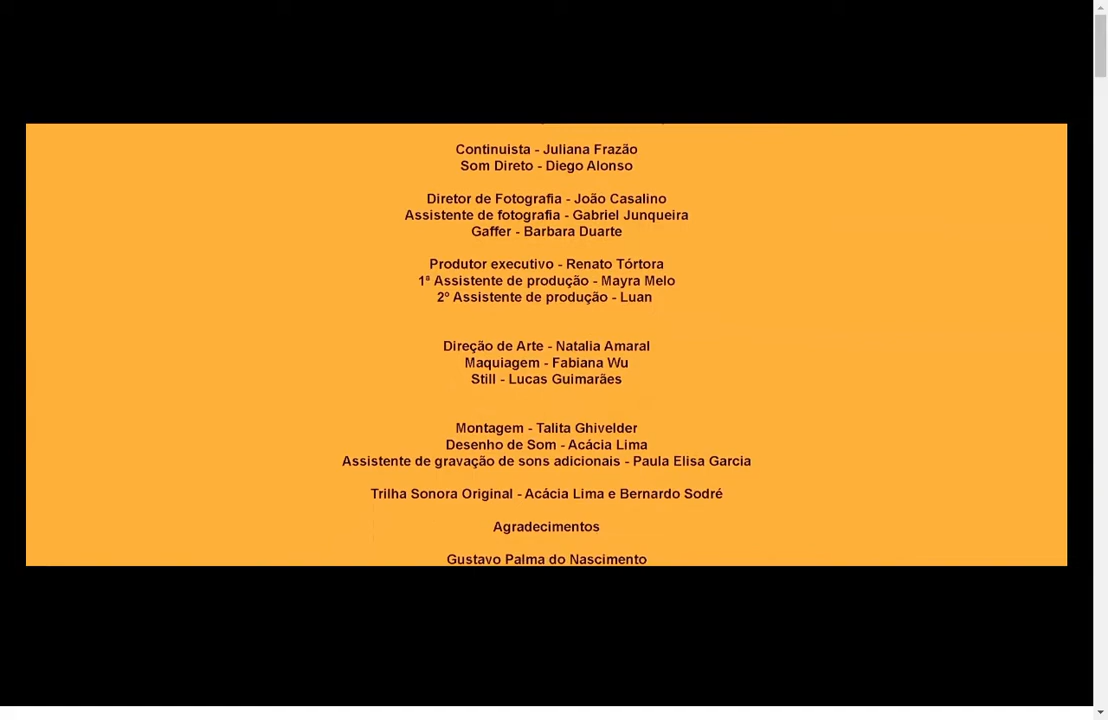 Continuista - Juliana Frazão
Som Direto - Diego Alonso
Diretor de Fotografia - João Casalino
Assistente de fotografia - Gabriel Junqueira
Gaffer - Barbara Duarte
Produtor executivo - Renato Tórtora
1ª Assistente de produção - Mayra Melo
2º Assistente de produção - Luan
Direção de Arte - Natalia Amaral
Maquiagem - Fabiana Wu
Still - Lucas Guimarães
Montagem - Talita Ghivelder
Desenho de Som - Acácia Lima
Assistente de gravação de sons adicionais - Paula Elisa Garcia
Trilha Sonora Original - Acácia Lima e Bernardo Sodré
Agradecimentos
Gustavo Palma do Nascimento